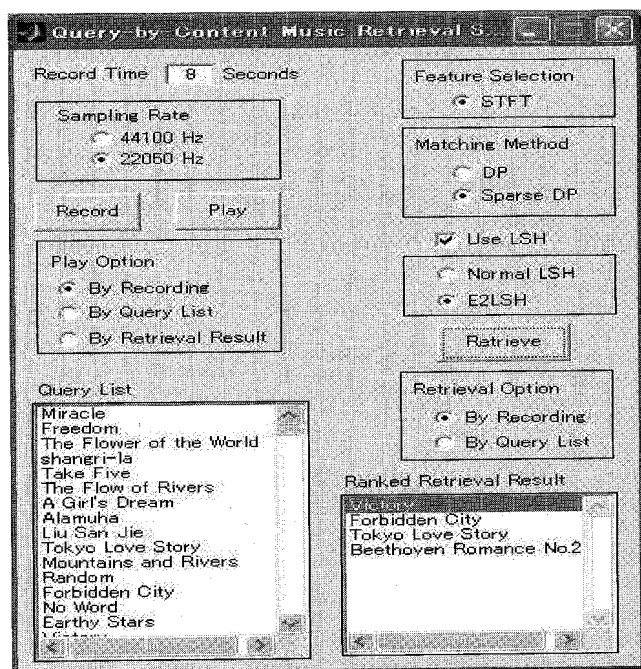 Query by Content Music Retrieval S...
Record Time 8 Seconds
Sampling Rate
44100 Hz
22050 Hz
Record
Play
Play Option
By Recording
By Query List
By Retrieval Result
Query List
Miracle
Freedom
The Flower of the World
shangri-la
Take Five
The Flow of Rivers
A Girl's Dream
Alamuha
Liu San Jie
Tokyo Love Story
Mountains and Rivers
Random
Forbidden City
No Word
Earthy Stars
Victory
Feature Selection
STFT
Matching Method
DP
Sparse DP
Use LSH
Normal LSH
E2LSH
Retrieve
Retrieval Option
By Recording
By Query List
Ranked Retrieval Result
Victory
Forbidden City
Tokyo Love Story
Beethoven Romance No.2